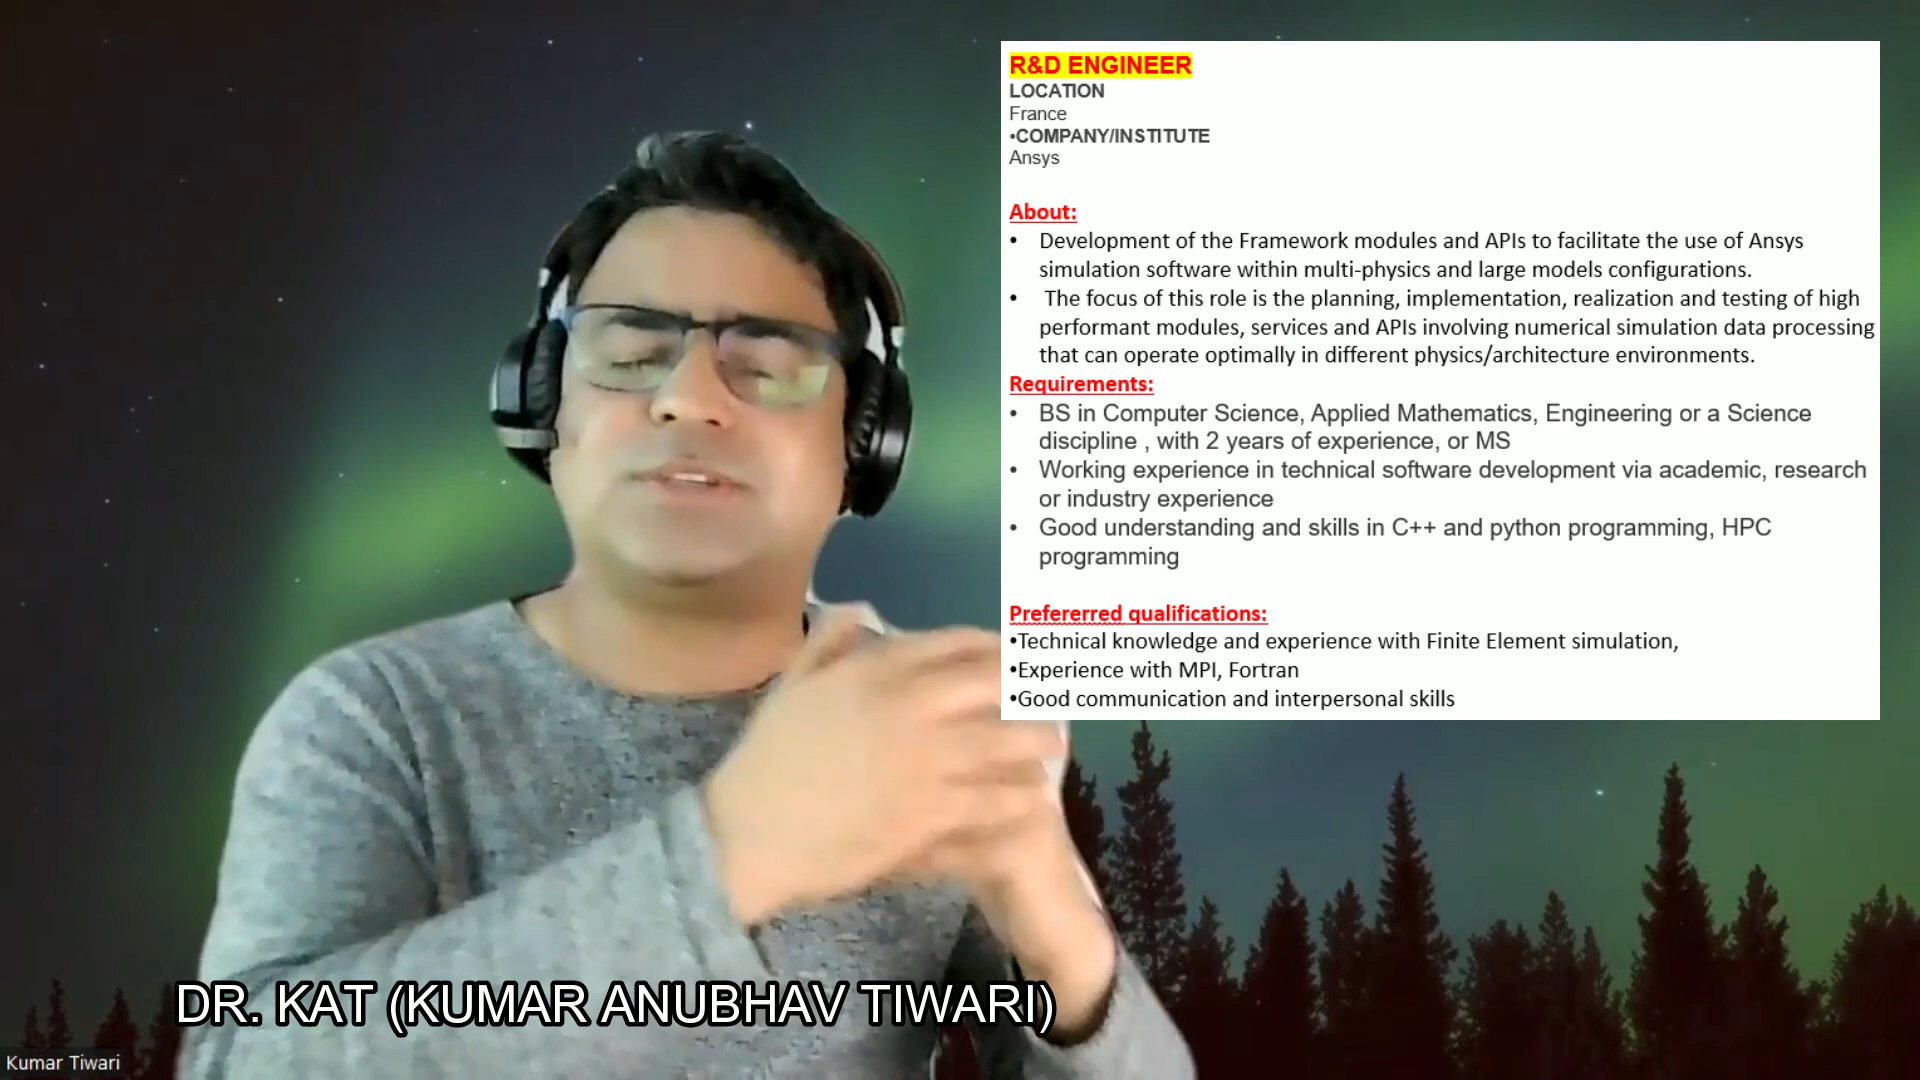 R&D ENGINEER
LOCATION
France
•COMPANY/INSTITUTE
Ansys
About:
• Development of the Framework modules and APIs to facilitate the use of Ansys
simulation software within multi-physics and large models configurations.
• The focus of this role is the planning, implementation, realization and testing of high
performant modules, services and APIs involving numerical simulation data processing
that can operate optimally in different physics/architecture environments.
Requirements:
• BS in Computer Science, Applied Mathematics, Engineering or a Science
discipline , with 2 years of experience, or MS
• Working experience in technical software development via academic, research
or industry experience
• Good understanding and skills in C++ and python programming, HPC
programming
Prefererred qualifications:
•Technical knowledge and experience with Finite Element simulation,
•Experience with MPI, Fortran
•Good communication and interpersonal skills
DR. KAT (KUMAR ANUBHAV TIWARI)
Kumar Tiwari